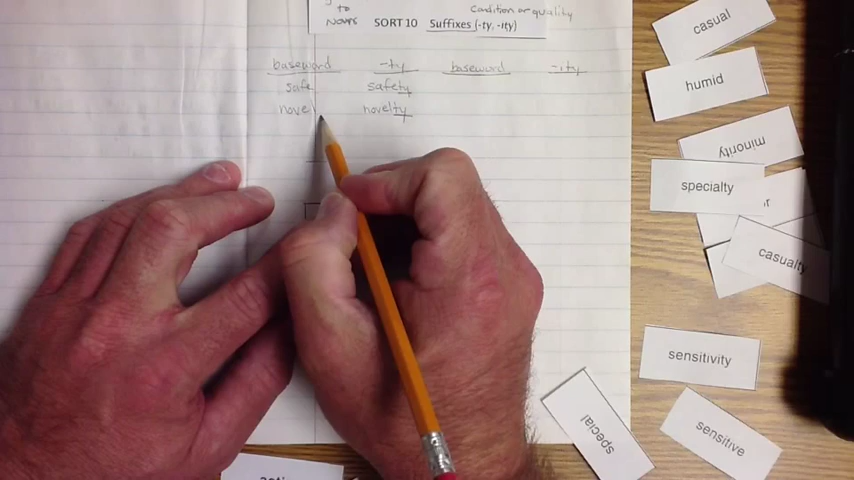 to Condition or quality
Nouns SORT 10 Suffixes (-ty, -ity)
baseword -ty baseword -ity
safe safety
novel novelty
casual
humid
minority
specialty
casualty
sensitivity
sensitive
special